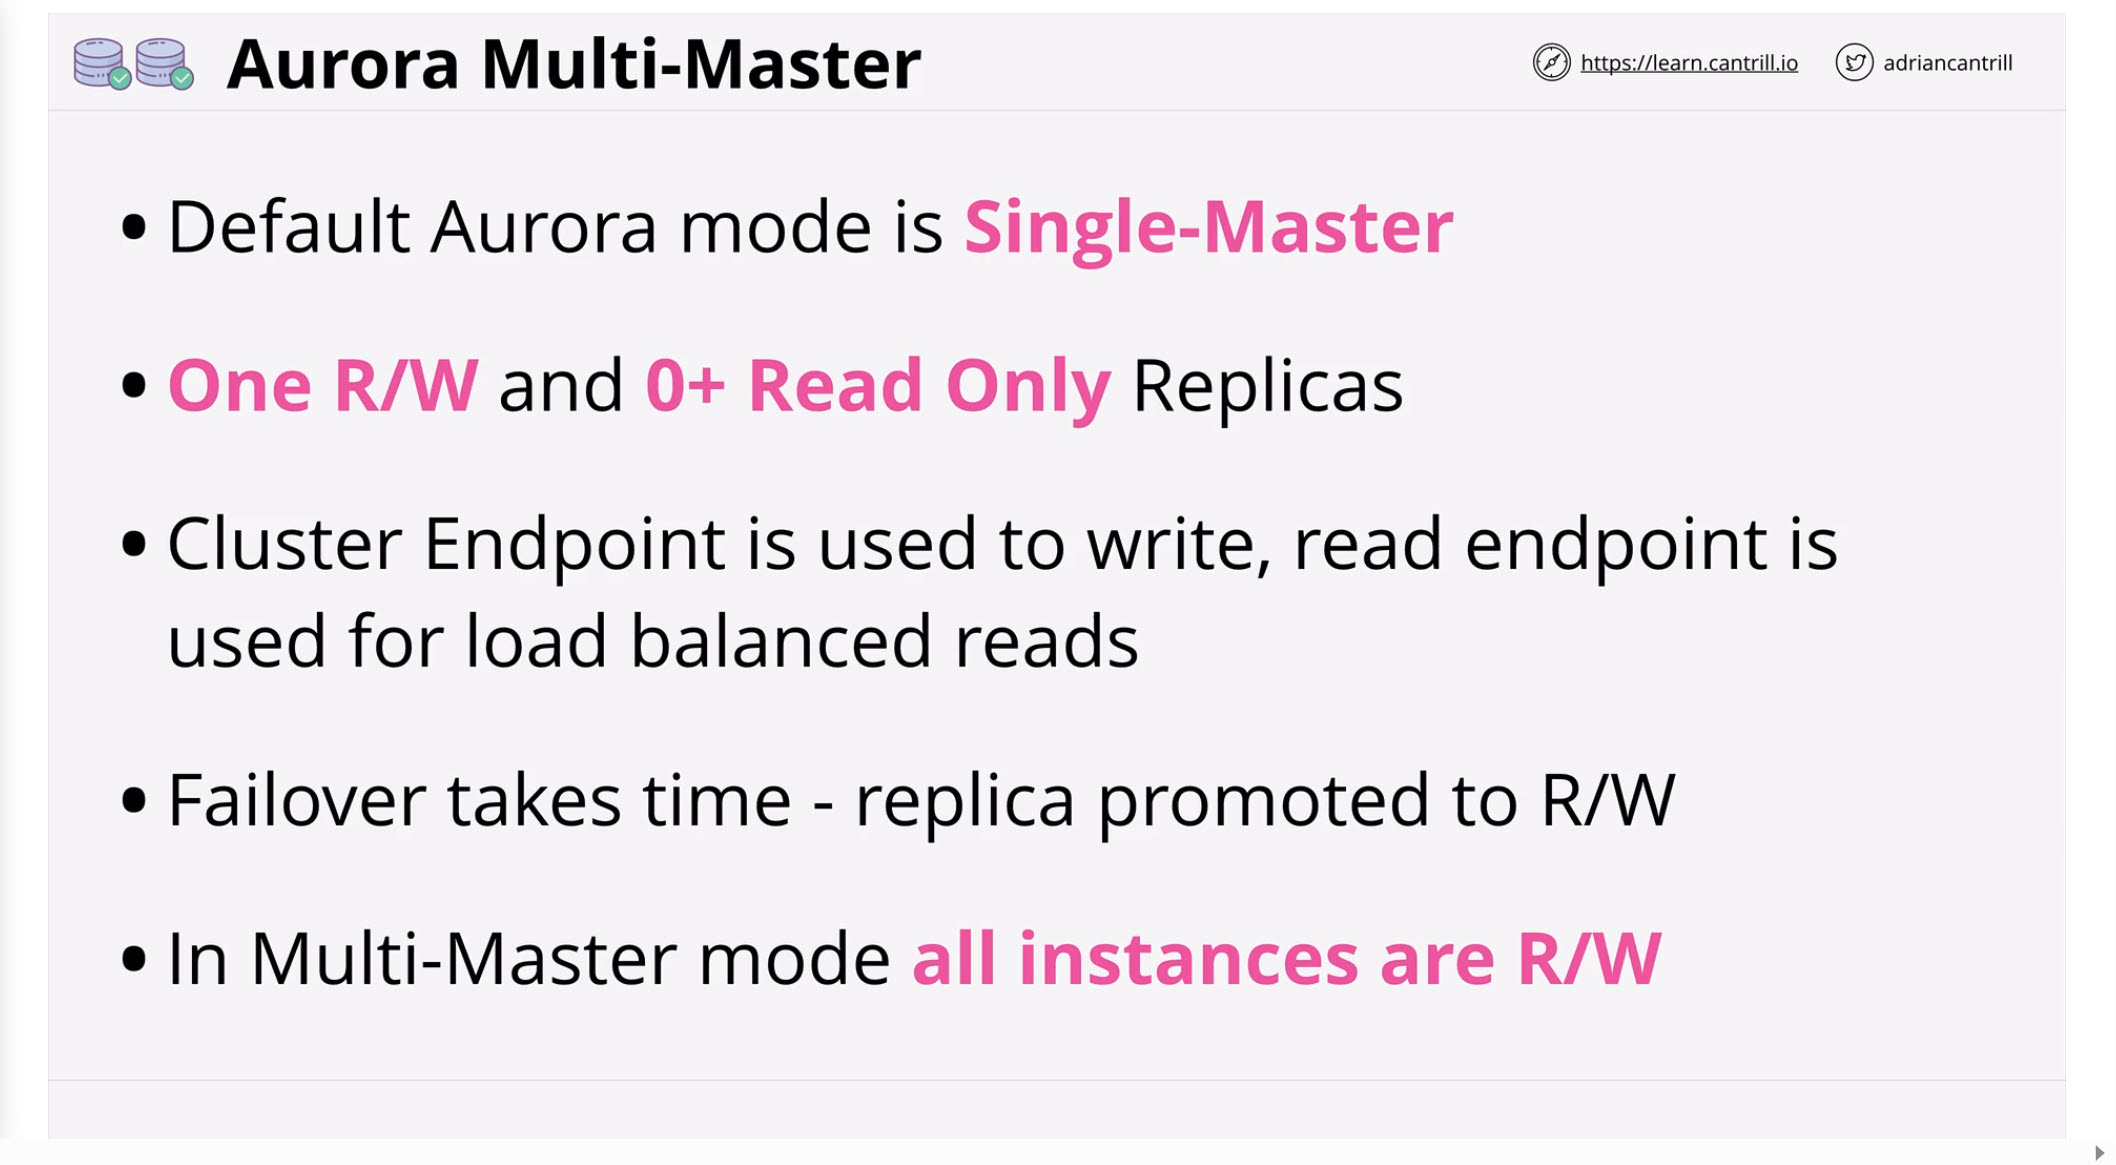 Aurora Multi-Master
https://learn.cantrill.io
adriancantrill
• Default Aurora mode is Single-Master
• One R/W and 0+ Read Only Replicas
• Cluster Endpoint is used to write, read endpoint is
used for load balanced reads
• Failover takes time - replica promoted to R/W
• In Multi-Master mode all instances are R/W